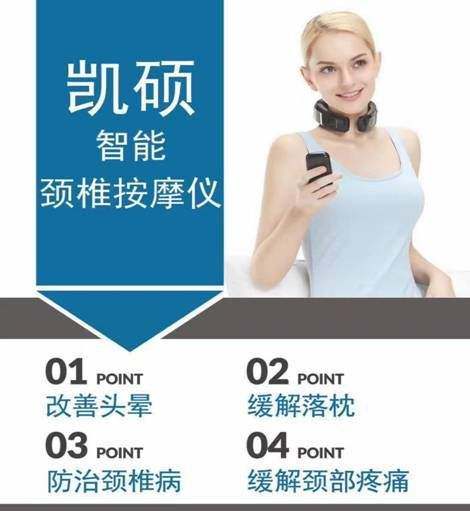 凯硕
智能
颈椎按摩仪
01 POINT
改善头晕
02 POINT
缓解落枕
03 POINT
防治颈椎病
04 POINT
缓解颈部疼痛